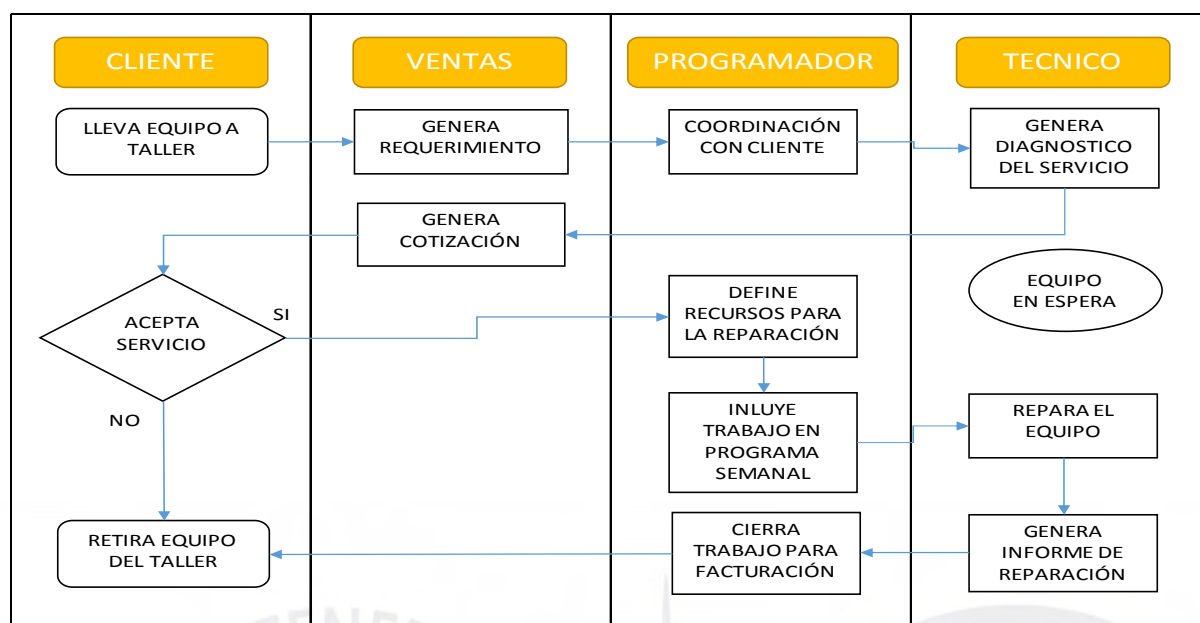 CLIENTE
VENTAS
PROGRAMADOR
TECNICO
LLEVA EQUIPO A
TALLER
GENERA
REQUERIMIENTO
COORDINACIÓN
CON CLIENTE
GENERA
DIAGNOSTICO
DEL SERVICIO
GENERA
COTIZACIÓN
EQUIPO
EN ESPERA
ACEPTA
SERVICIO
SI
NO
DEFINE
RECURSOS PARA
LA REPARACIÓN
INLUYE
TRABAJO EN
PROGRAMA
SEMANAL
REPARA EL
EQUIPO
RETIRA EQUIPO
DEL TALLER
CIERRA
TRABAJO PARA
FACTURACIÓN
GENERA
INFORME DE
REPARACIÓN